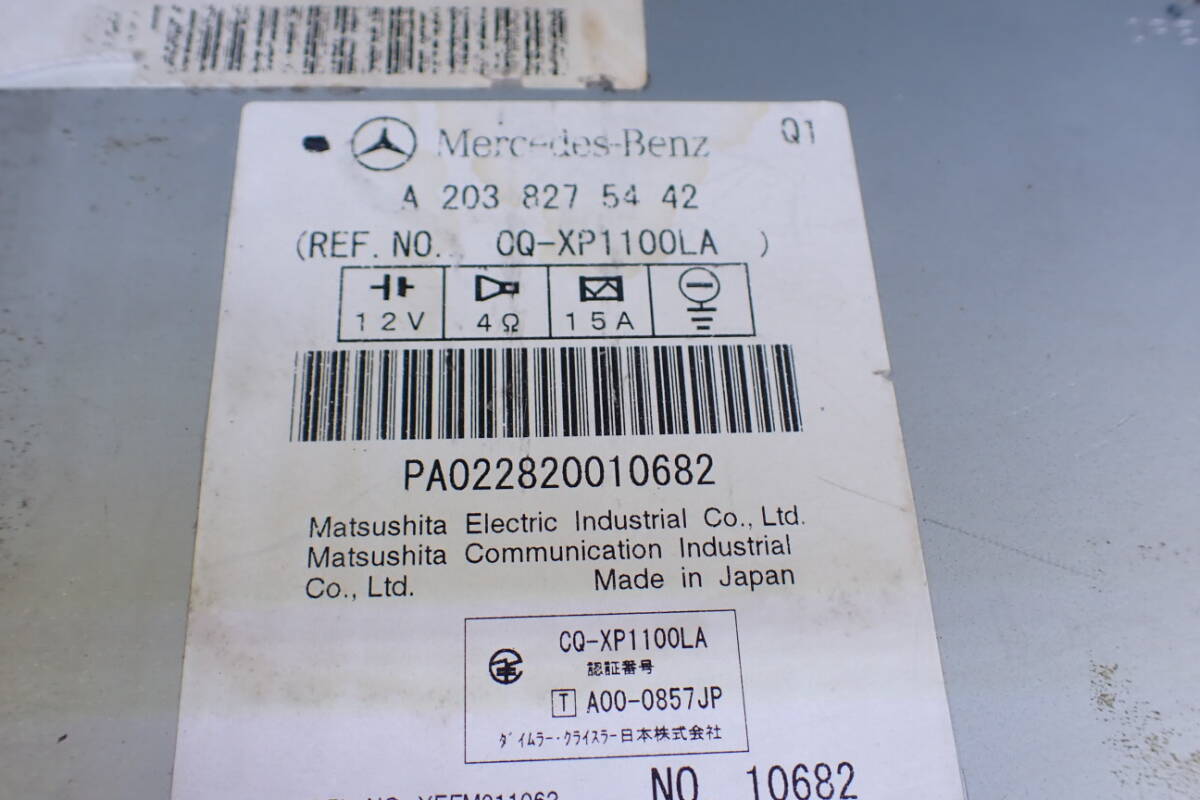 Mercedes-Benz Q1
A 203 827 54 42
(REF. NO. CQ-XP1100LA )
12V 4Ω 15A
PA022820010682
Matsushita Electric Industrial Co., Ltd.
Matsushita Communication Industrial
Co., Ltd. Made in Japan
CQ-XP1100LA
認証番号
T A00-0857JP
ダイムラー・クライスラー日本株式会社
NO 10682